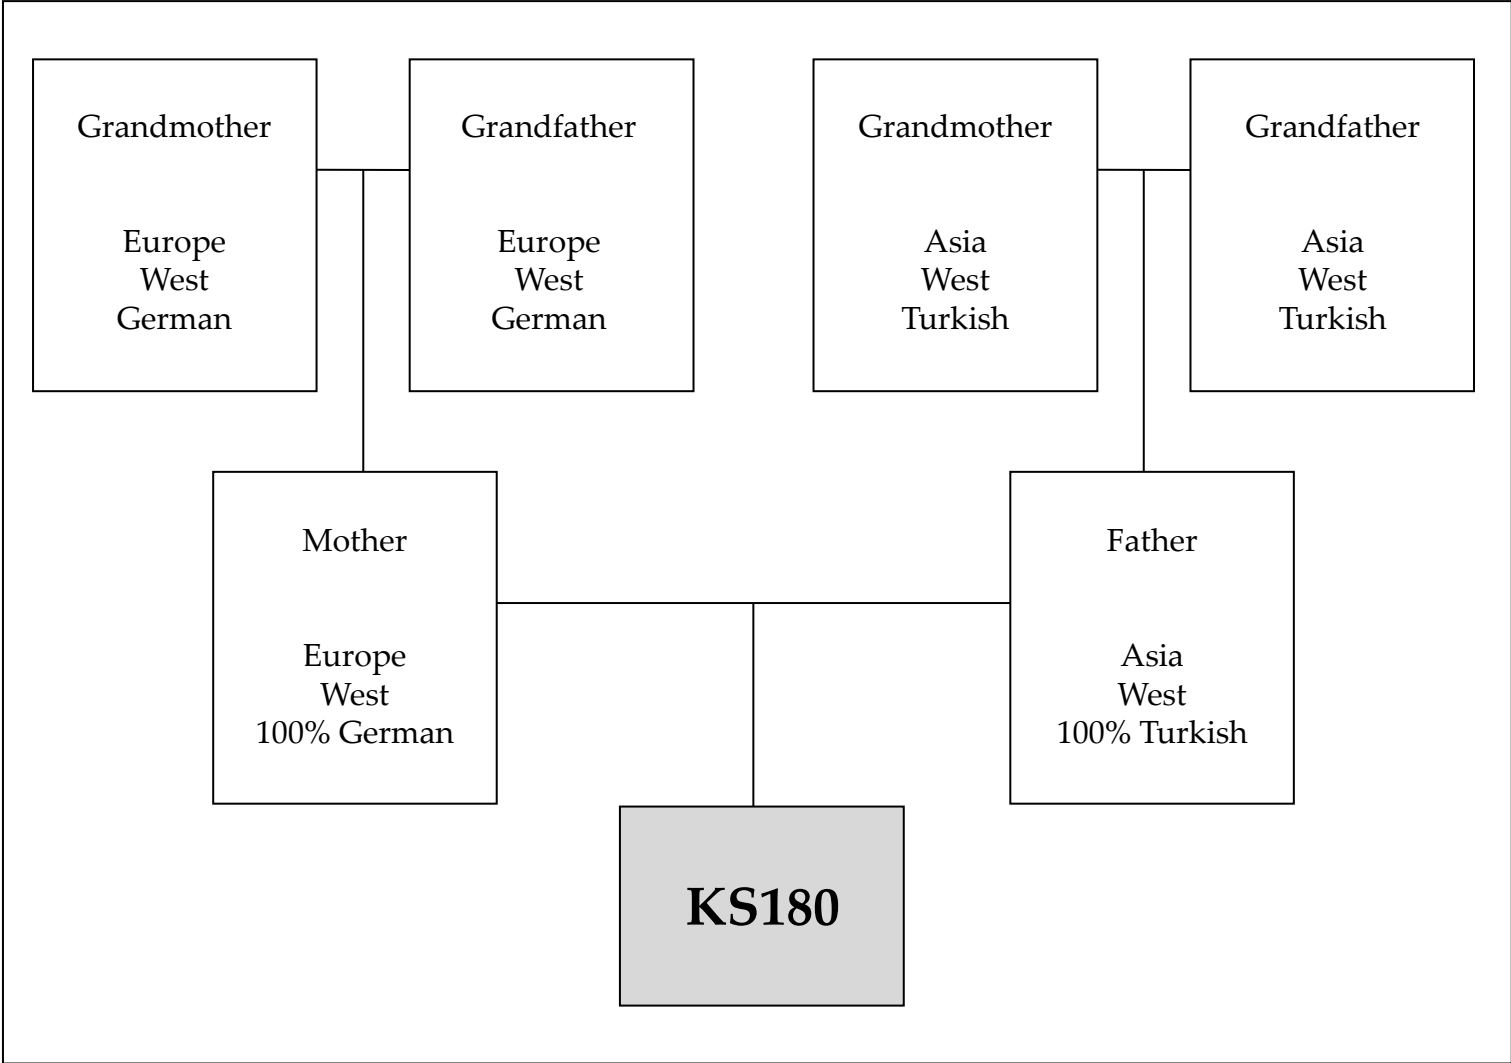 Grandmother
Europe
West
German
Grandfather
Europe
West
German
Grandmother
Asia
West
Turkish
Grandfather
Asia
West
Turkish
Mother
Europe
West
100% German
Father
Asia
West
100% Turkish
KS180